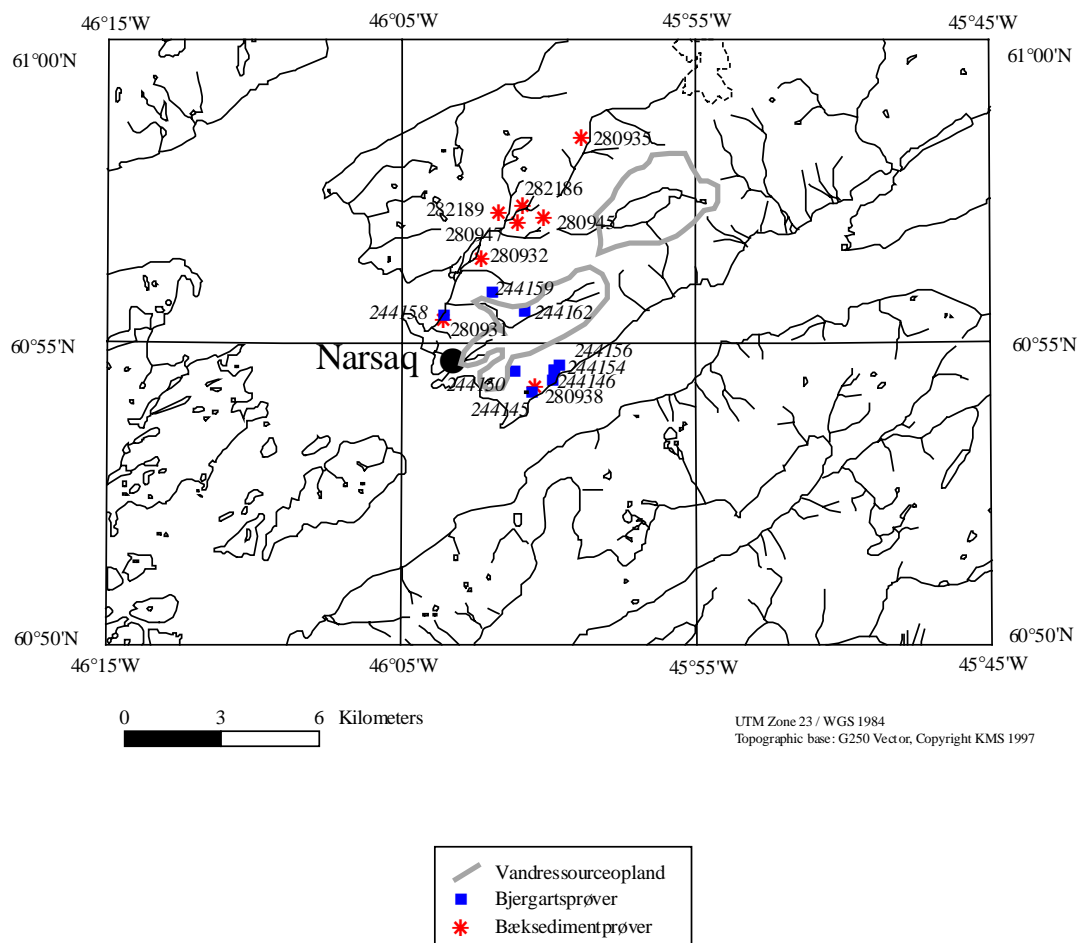 46°15'W 46°05'W 45°55'W 45°45'W
61°00'N 61°00'N
280935
282186
282189
280945
280947
280932
244159
244158
244162
280931
60°55'N 60°55'N
Narsaq
244156
244154
244150
244146
280938
244145
60°50'N 60°50'N
46°15'W 46°05'W 45°55'W 45°45'W
0 3 6 Kilometers
UTM Zone 23 / WGS 1984
Topographic base: G250 Vector, Copyright KMS 1997
Vandressourceopland
Bjergartsprøver
Bæksedimentprøver